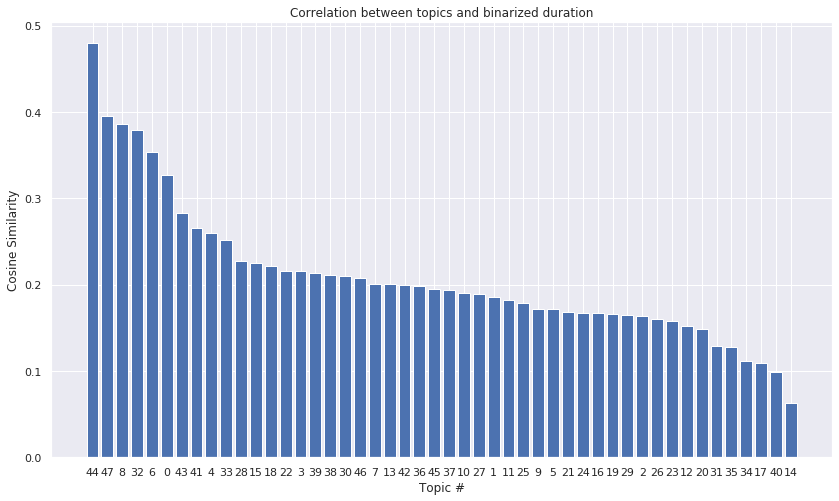 Correlation between topics and binarized duration
0.5
0.4
0.3
0.2
0.1
0.0
Cosine Similarity
44 47 8 32 6 0 43 41 4 33 28 15 18 22 3 39 38 30 46 7 13 42 36 45 37 10 27 1 11 25 9 5 21 24 16 19 29 2 26 23 12 20 31 35 34 17 40 14
Topic #